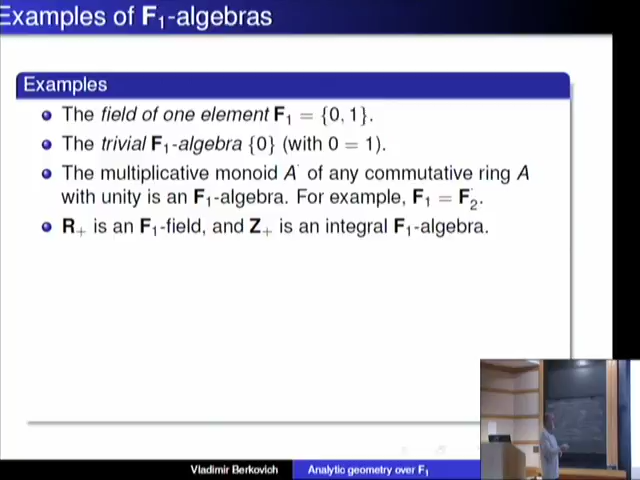 Examples of F₁-algebras
Examples
The field of one element F₁ = {0, 1}.
The trivial F₁-algebra {0} (with 0 = 1).
The multiplicative monoid A· of any commutative ring A
with unity is an F₁-algebra. For example, F₁ = F₂·.
R₊ is an F₁-field, and Z₊ is an integral F₁-algebra.
Vladimir Berkovich
Analytic geometry over F₁